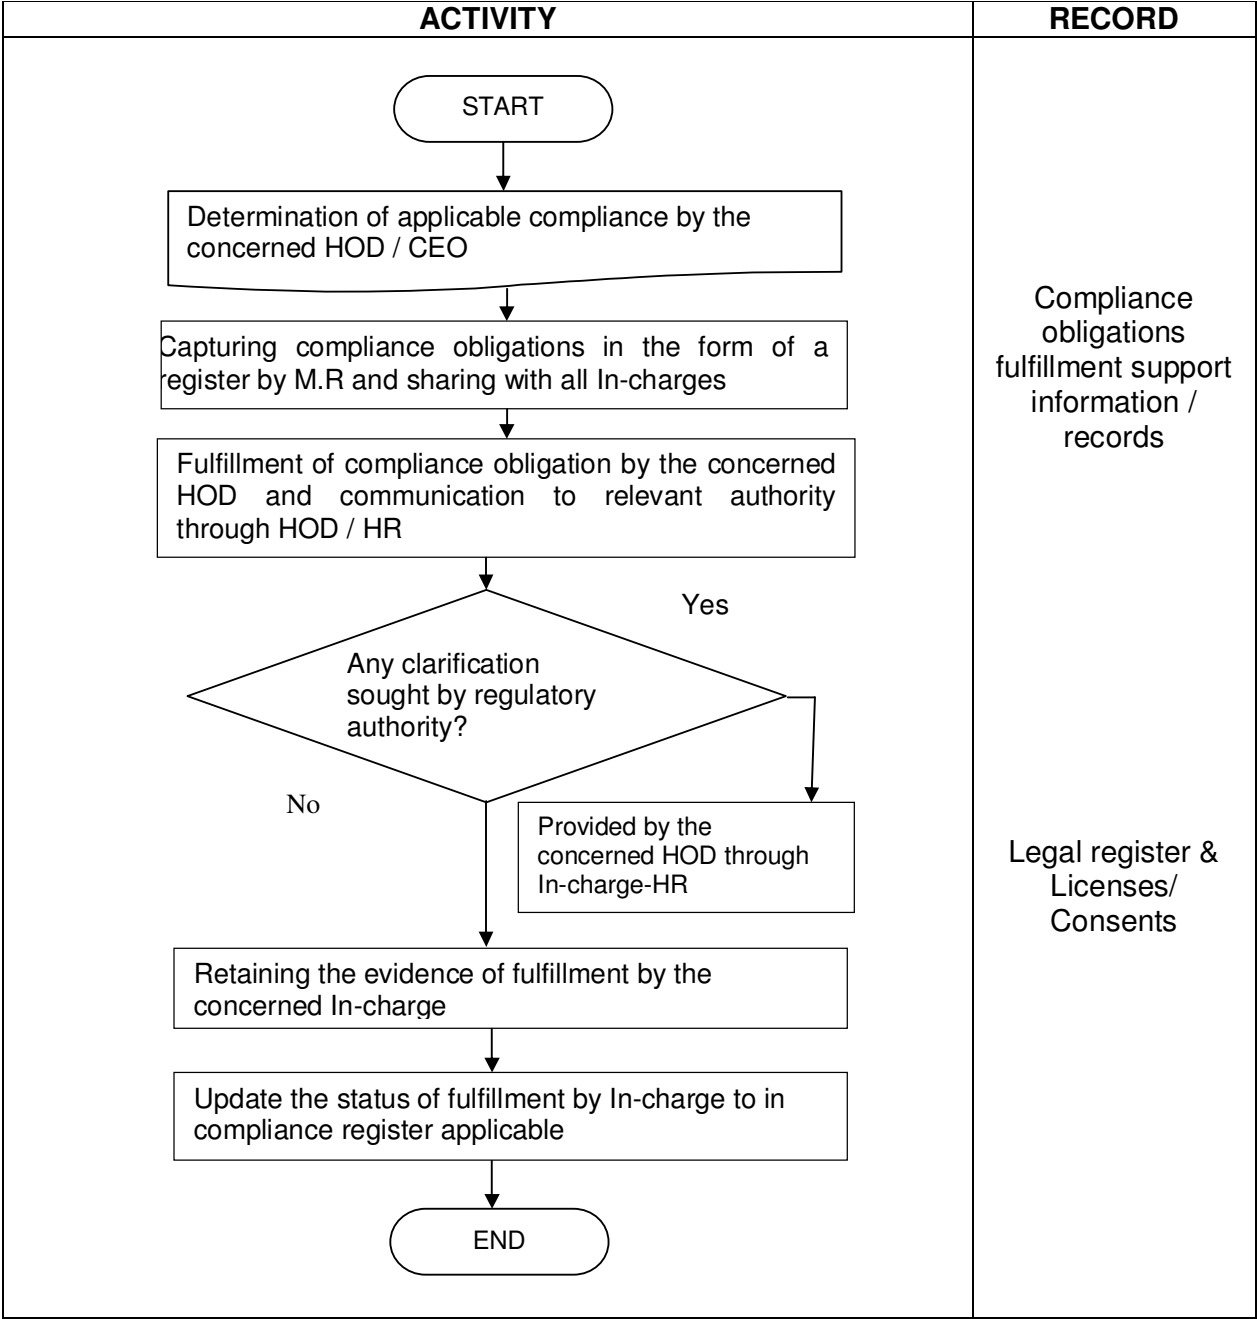 ACTIVITY
RECORD
START
Determination of applicable compliance by the
concerned HOD / CEO
Capturing compliance obligations in the form of a
register by M.R and sharing with all In-charges
Fulfillment of compliance obligation by the concerned
HOD and communication to relevant authority
through HOD / HR
Yes
Any clarification
sought by regulatory
authority?
No
Provided by the
concerned HOD through
In-charge-HR
Retaining the evidence of fulfillment by the
concerned In-charge
Update the status of fulfillment by In-charge to in
compliance register applicable
END
Compliance
obligations
fulfillment support
information /
records
Legal register &
Licenses/
Consents